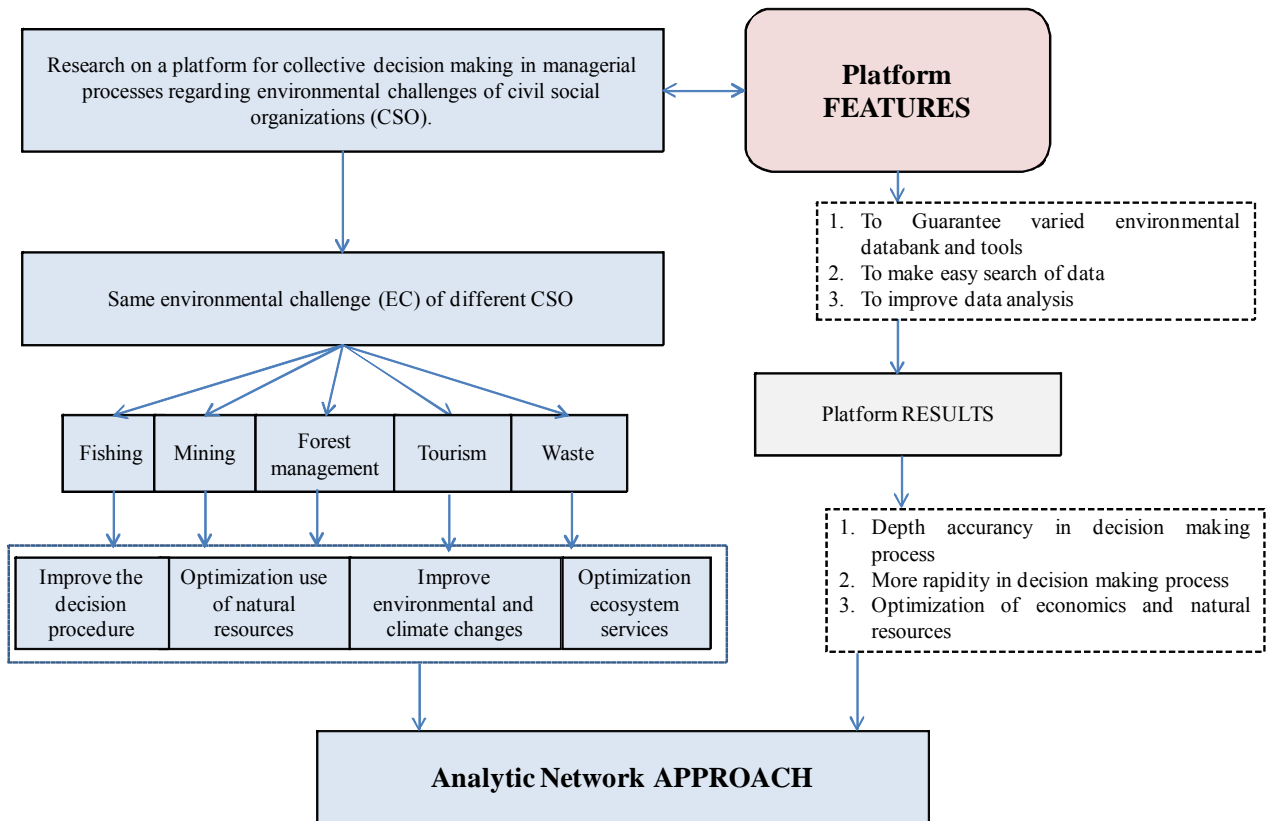 Research on a platform for collective decision making in managerial
processes regarding environmental challenges of civil social
organizations (CSO).
Platform
FEATURES
1. To Guarantee varied environmental
databank and tools
2. To make easy search of data
3. To improve data analysis
Same environmental challenge (EC) of different CSO
Platform RESULTS
Fishing
Mining
Forest
management
Tourism
Waste
1. Depth accurancy in decision making
process
2. More rapidity in decision making process
3. Optimization of economics and natural
resources
Improve the
decision
procedure
Optimization use
of natural
resources
Improve
environmental and
climate changes
Optimization
ecosystem
services
Analytic Network APPROACH